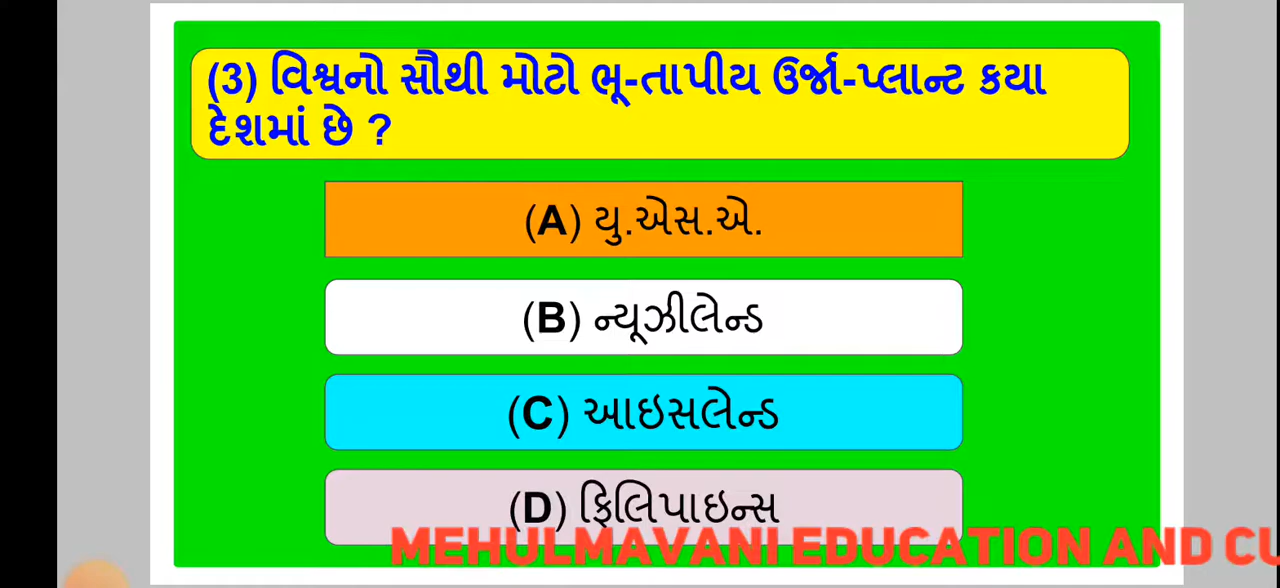 (3) વિશ્વનો સૌથી મોટો ભૂ-તાપીય ઉર્જા-પ્લાન્ટ કયા
દેશમાં છે ?
(A) યુ.એસ.એ.
(B) ન્યૂઝીલેન્ડ
(C) આઇસલેન્ડ
(D) ફિલિપાઇન્સ
MEHULMAVANI EDUCATION AND CU